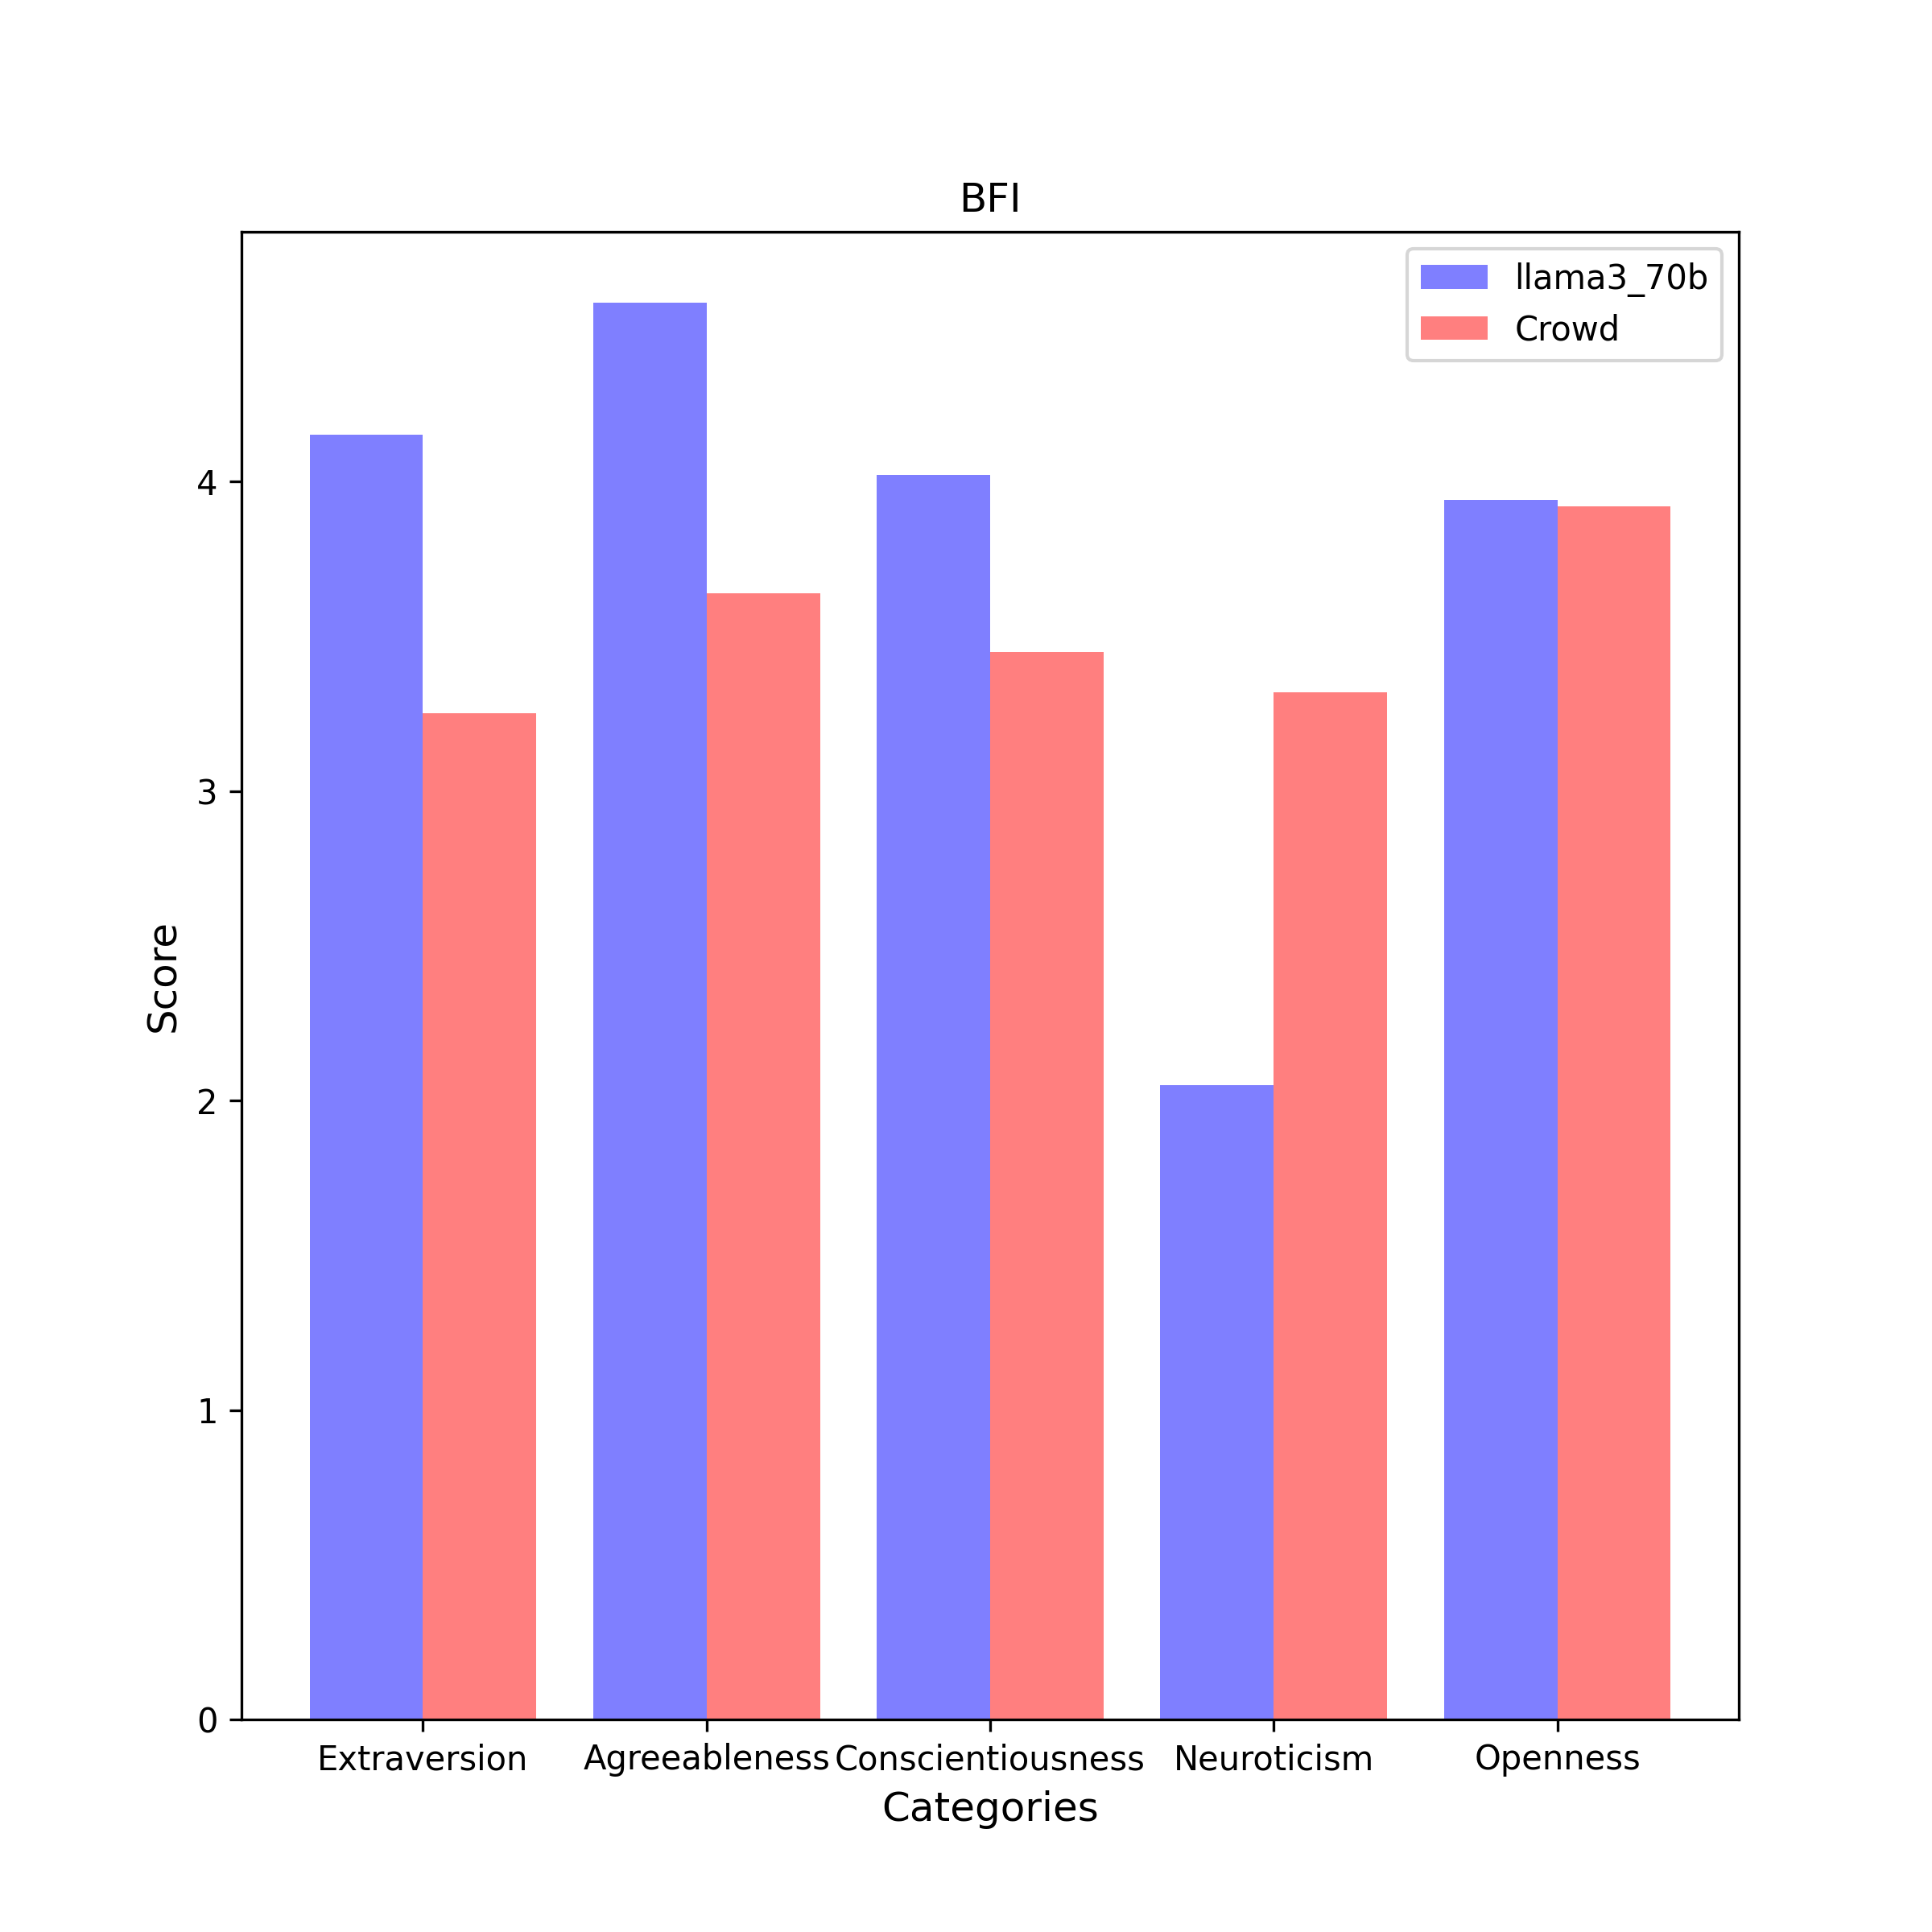 BFI
llama3_70b
Crowd
4
3
2
1
0
Score
Extraversion Agreeableness Conscientiousness Neuroticism Openness
Categories